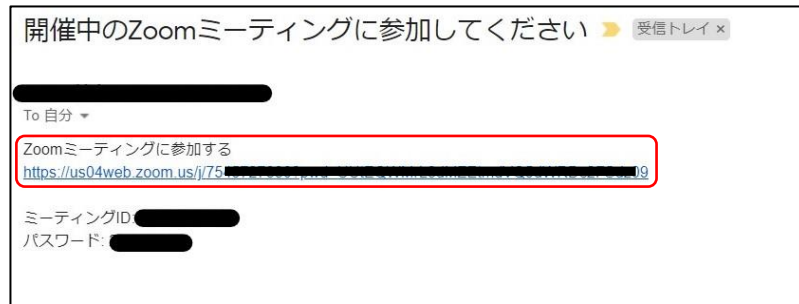 開催中のZoomミーティングに参加してください 受信トレイ ×
To 自分
Zoomミーティングに参加する
https://us04web.zoom.us/j/75
ミーティングID:
パスワード: